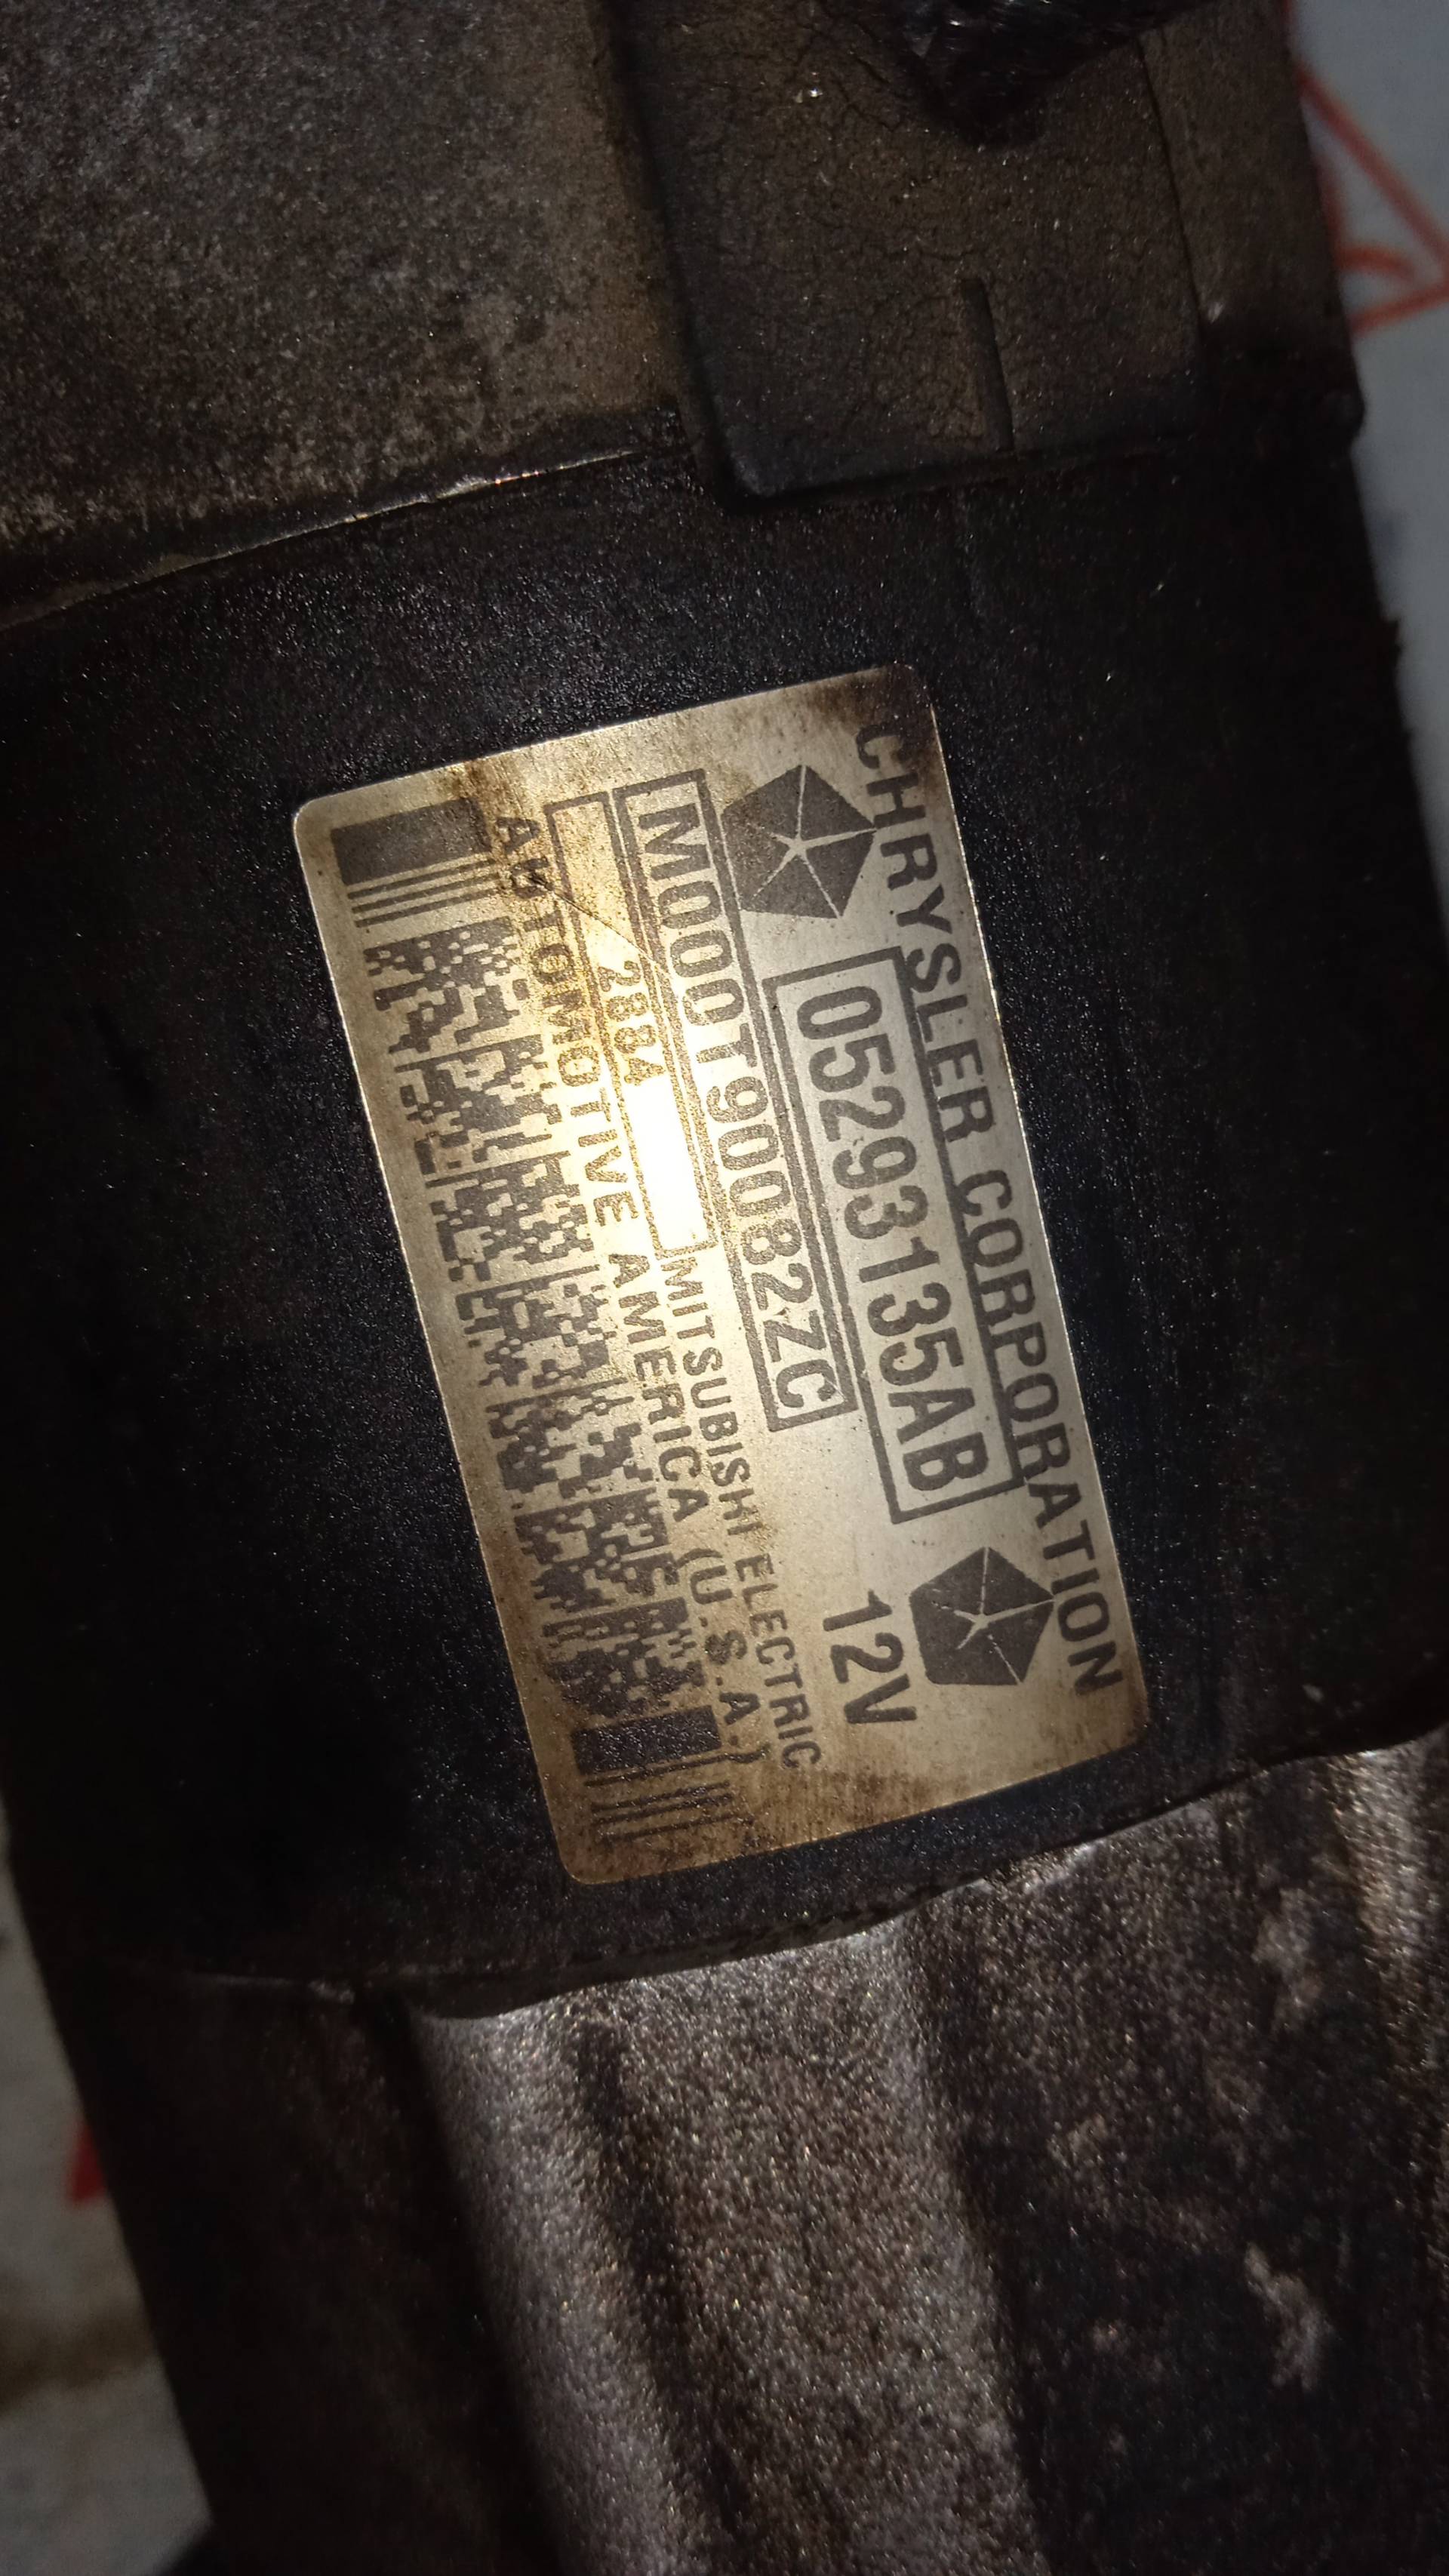 CHRYSLER CORPORATION
05293135AB
M000T90082ZC 12V
2884 MITSUBISHI ELECTRIC
AUTOMOTIVE AMERICA (U.S.A.)